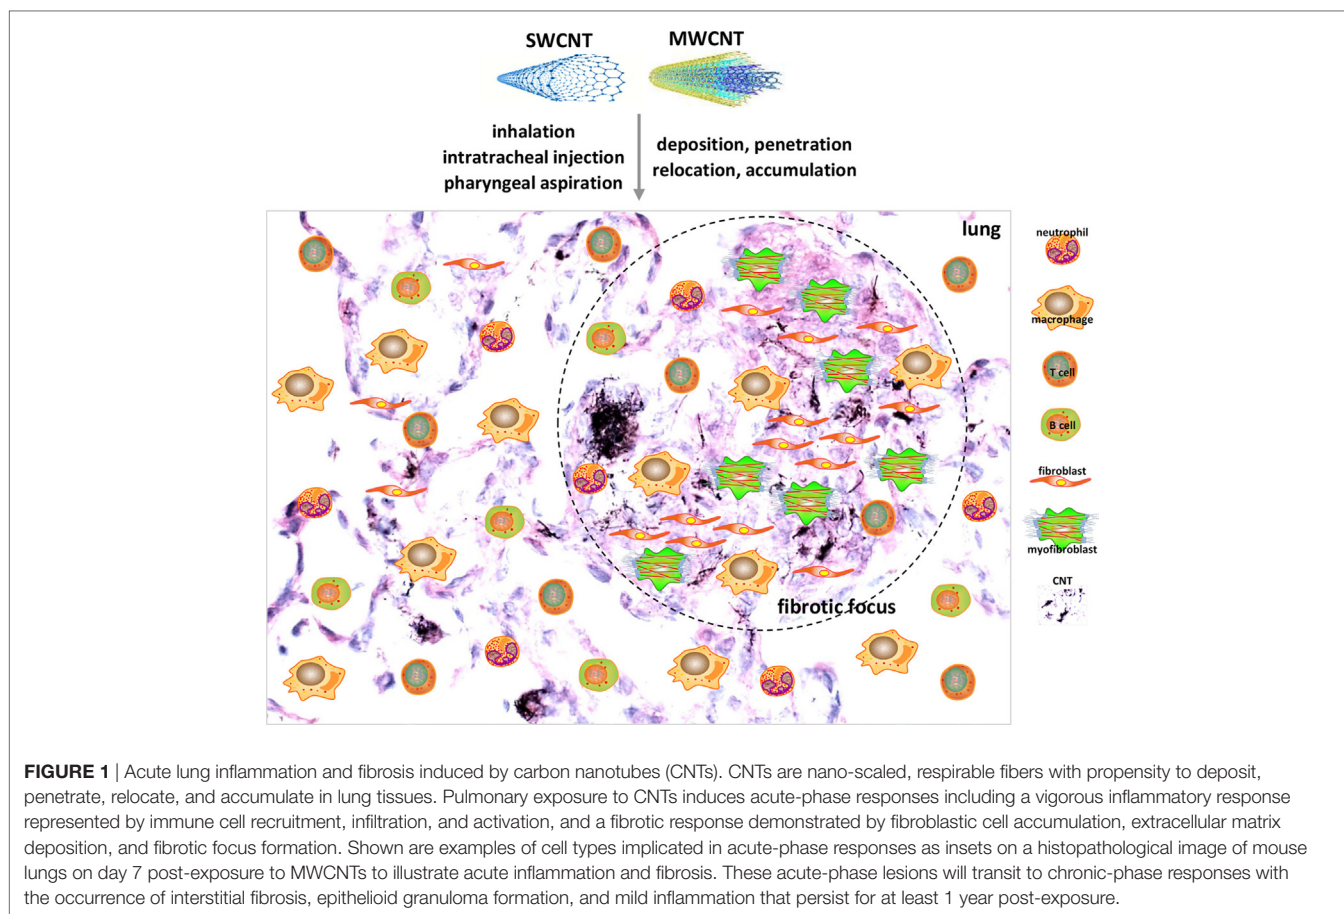 SWCNT
MWCNT
inhalation
intratracheal injection
pharyngeal aspiration
deposition, penetration
relocation, accumulation
lung
fibrotic focus
neutrophil
macrophage
T cell
B cell
fibroblast
myofibroblast
CNT
FIGURE 1 | Acute lung inflammation and fibrosis induced by carbon nanotubes (CNTs). CNTs are nano-scaled, respirable fibers with propensity to deposit,
penetrate, relocate, and accumulate in lung tissues. Pulmonary exposure to CNTs induces acute-phase responses including a vigorous inflammatory response
represented by immune cell recruitment, infiltration, and activation, and a fibrotic response demonstrated by fibroblastic cell accumulation, extracellular matrix
deposition, and fibrotic focus formation. Shown are examples of cell types implicated in acute-phase responses as insets on a histopathological image of mouse
lungs on day 7 post-exposure to MWCNTs to illustrate acute inflammation and fibrosis. These acute-phase lesions will transit to chronic-phase responses with
the occurrence of interstitial fibrosis, epithelioid granuloma formation, and mild inflammation that persist for at least 1 year post-exposure.